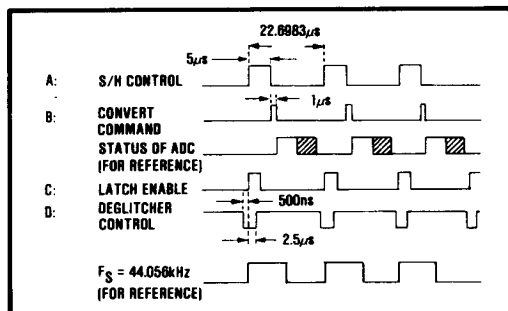 22.6983µs
5µs
A: S/H CONTROL
1µs
B: CONVERT
COMMAND
STATUS OF ADC
(FOR REFERENCE)
C: LATCH ENABLE
500ns
D: DEGLITCHER
CONTROL
2.5µs
FS = 44.056kHz
(FOR REFERENCE)